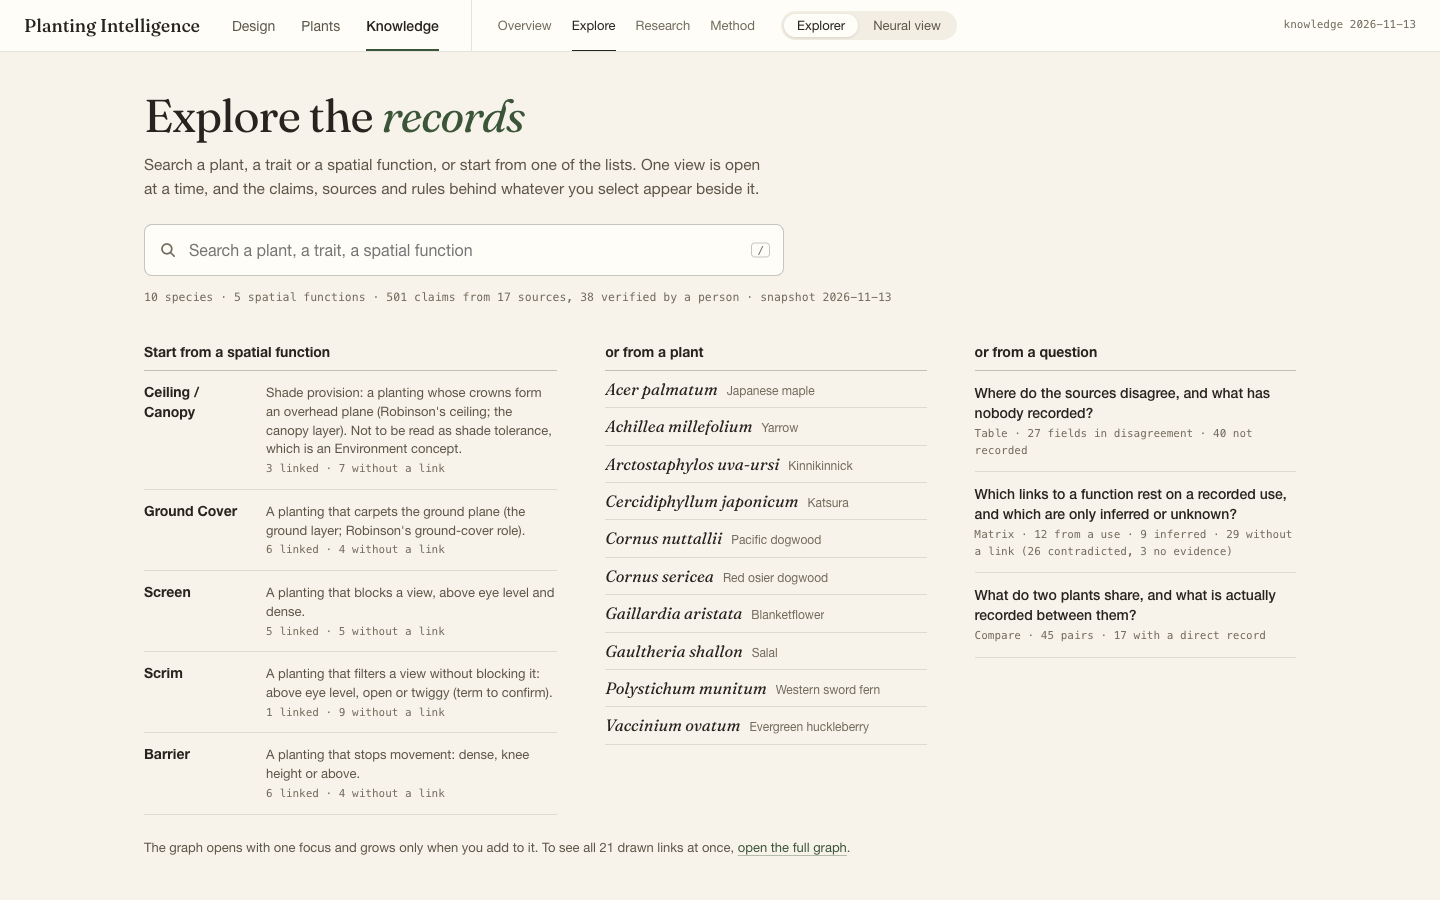 Planting Intelligence
Design
Plants
Knowledge
Overview
Explore
Research
Method
Explorer
Neural view
knowledge 2026-11-13
Explore the records
Search a plant, a trait or a spatial function, or start from one of the lists. One view is open
at a time, and the claims, sources and rules behind whatever you select appear beside it.
Search a plant, a trait, a spatial function
/
10 species · 5 spatial functions · 501 claims from 17 sources, 38 verified by a person · snapshot 2026-11-13
Start from a spatial function
Ceiling /
Canopy
Shade provision: a planting whose crowns form
an overhead plane (Robinson's ceiling; the
canopy layer). Not to be read as shade tolerance,
which is an Environment concept.
3 linked · 7 without a link
Ground Cover
A planting that carpets the ground plane (the
ground layer; Robinson's ground-cover role).
6 linked · 4 without a link
Screen
A planting that blocks a view, above eye level and
dense.
5 linked · 5 without a link
Scrim
A planting that filters a view without blocking it:
above eye level, open or twiggy (term to confirm).
1 linked · 9 without a link
Barrier
A planting that stops movement: dense, knee
height or above.
6 linked · 4 without a link
or from a plant
Acer palmatum Japanese maple
Achillea millefolium Yarrow
Arctostaphylos uva-ursi Kinnikinnick
Cercidiphyllum japonicum Katsura
Cornus nuttallii Pacific dogwood
Cornus sericea Red osier dogwood
Gaillardia aristata Blanketflower
Gaultheria shallon Salal
Polystichum munitum Western sword fern
Vaccinium ovatum Evergreen huckleberry
or from a question
Where do the sources disagree, and what has
nobody recorded?
Table · 27 fields in disagreement · 40 not
recorded
Which links to a function rest on a recorded use,
and which are only inferred or unknown?
Matrix · 12 from a use · 9 inferred · 29 without
a link (26 contradicted, 3 no evidence)
What do two plants share, and what is actually
recorded between them?
Compare · 45 pairs · 17 with a direct record
The graph opens with one focus and grows only when you add to it. To see all 21 drawn links at once, open the full graph.